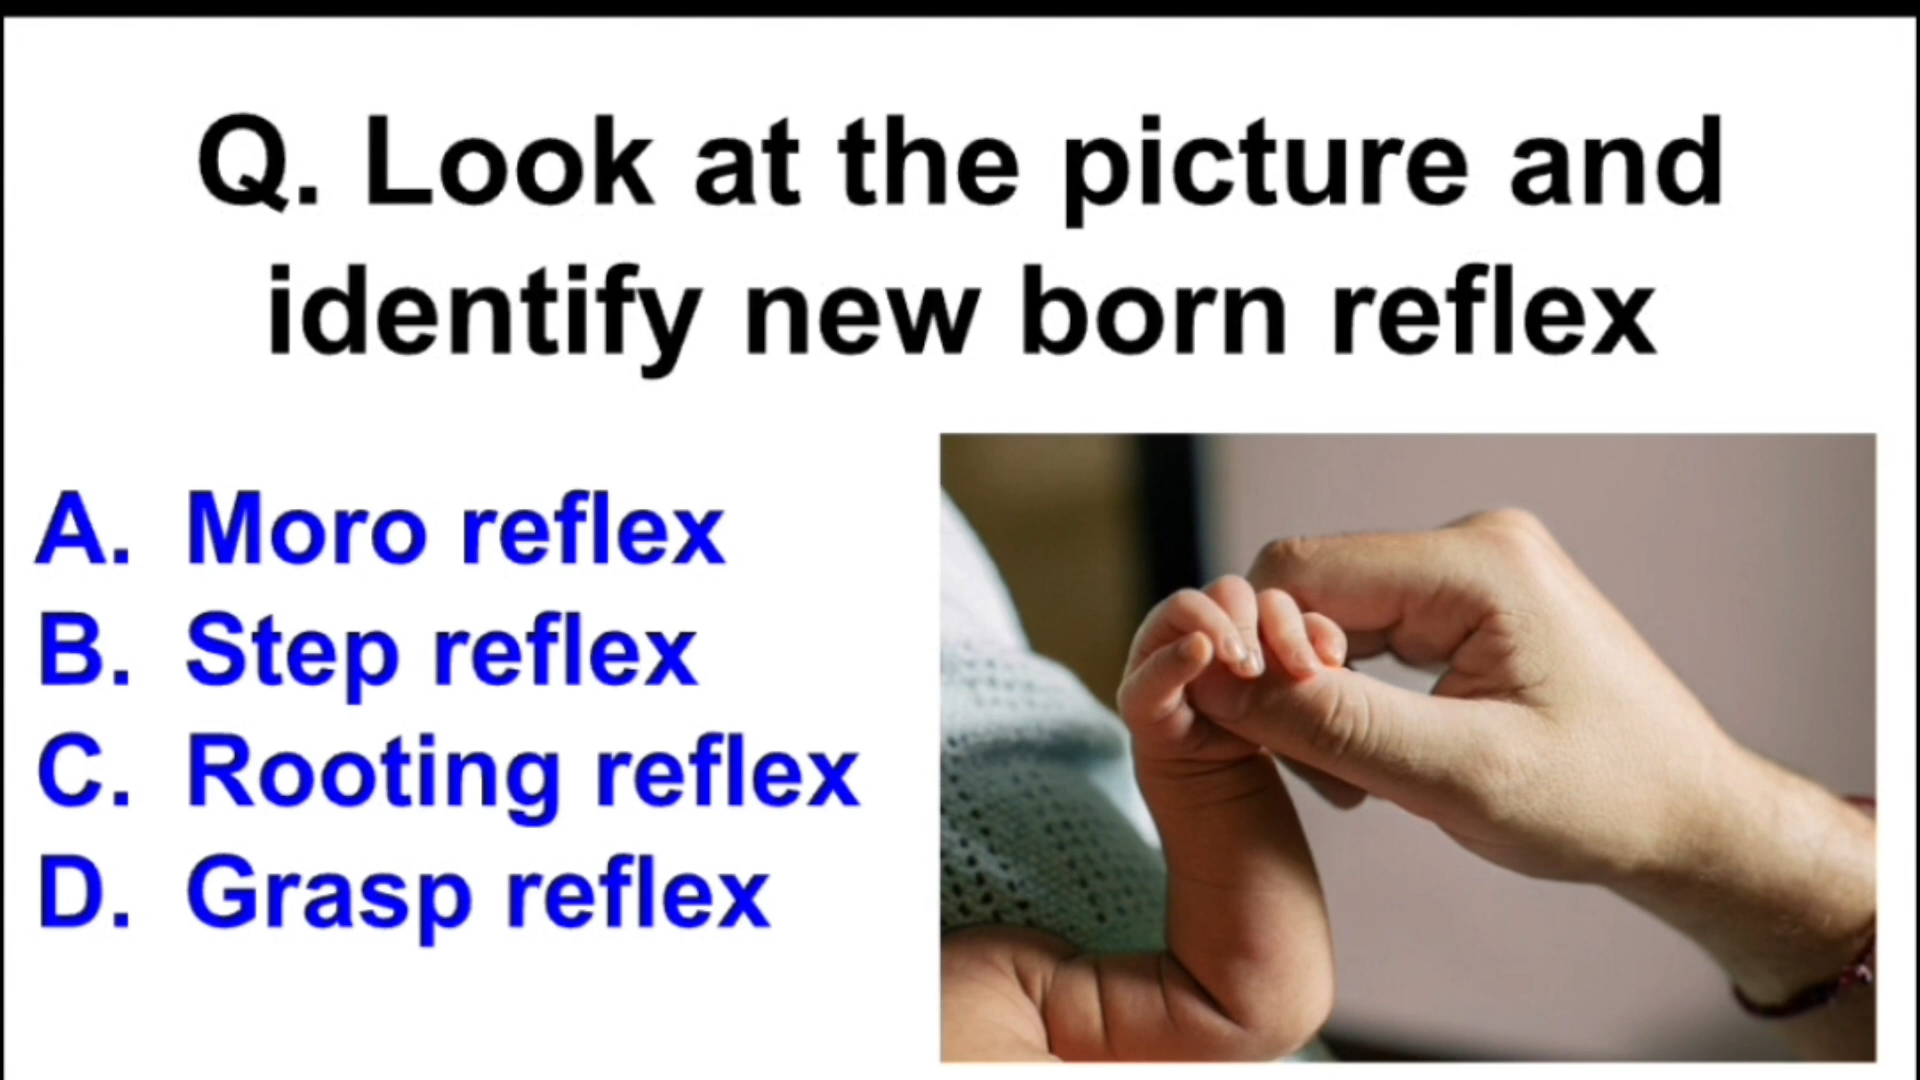 Q. Look at the picture and
identify new born reflex
A. Moro reflex
B. Step reflex
C. Rooting reflex
D. Grasp reflex